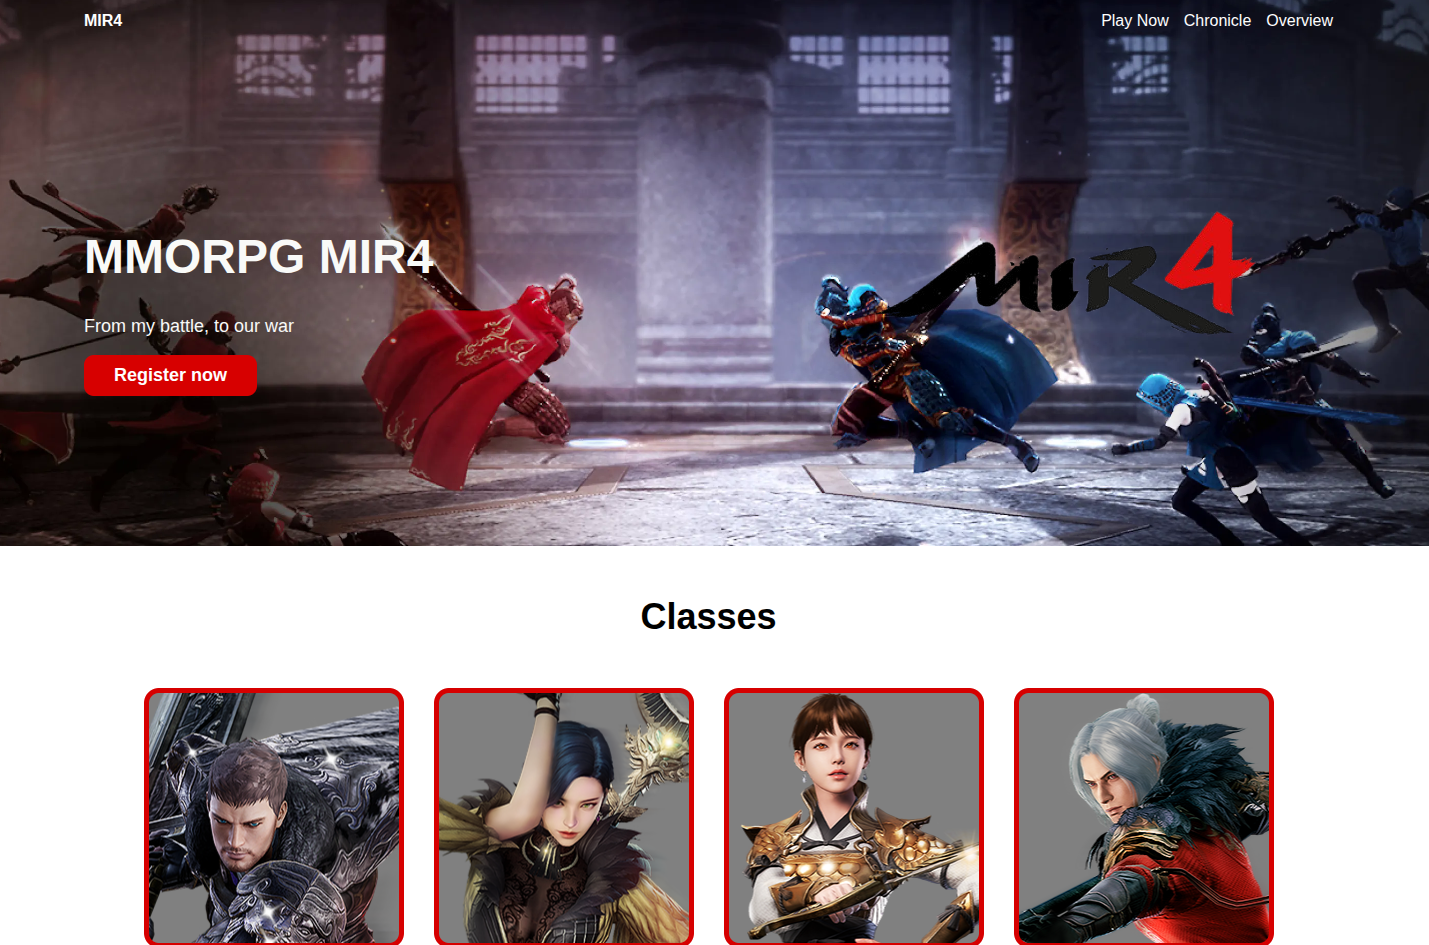 MIR4
Play Now Chronicle Overview
MMORPG MIR4
MIR4
From my battle, to our war
Register now
Classes